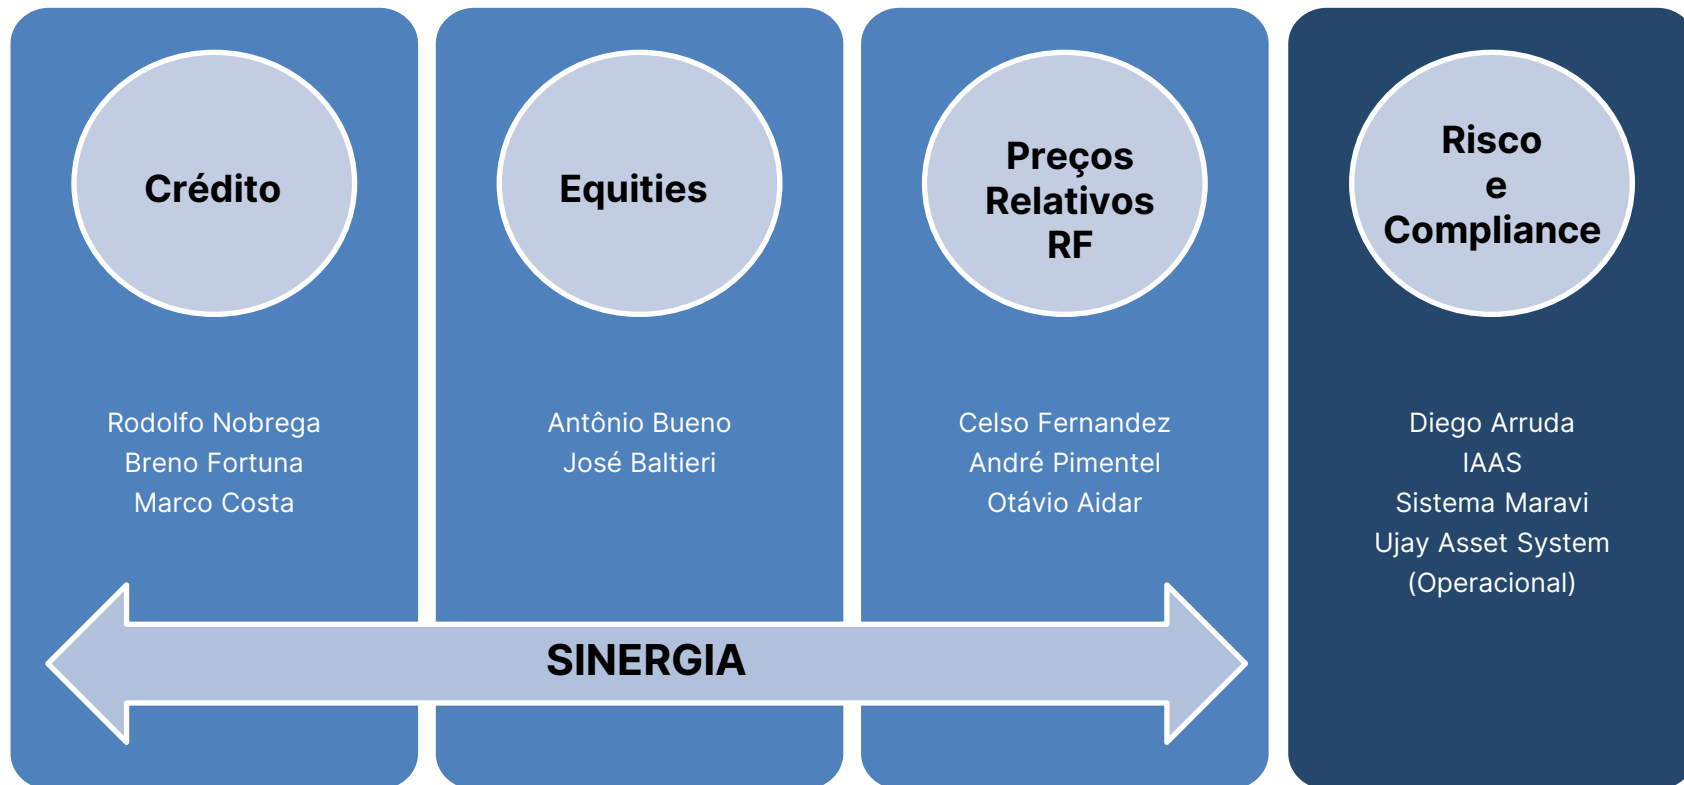 Crédito
Rodolfo Nobrega
Breno Fortuna
Marco Costa
Equities
Antônio Bueno
José Baltieri
Preços
Relativos
RF
Celso Fernandez
André Pimentel
Otávio Aidar
Risco
e
Compliance
Diego Arruda
IAAS
Sistema Maravi
Ujay Asset System
(Operacional)
SINERGIA